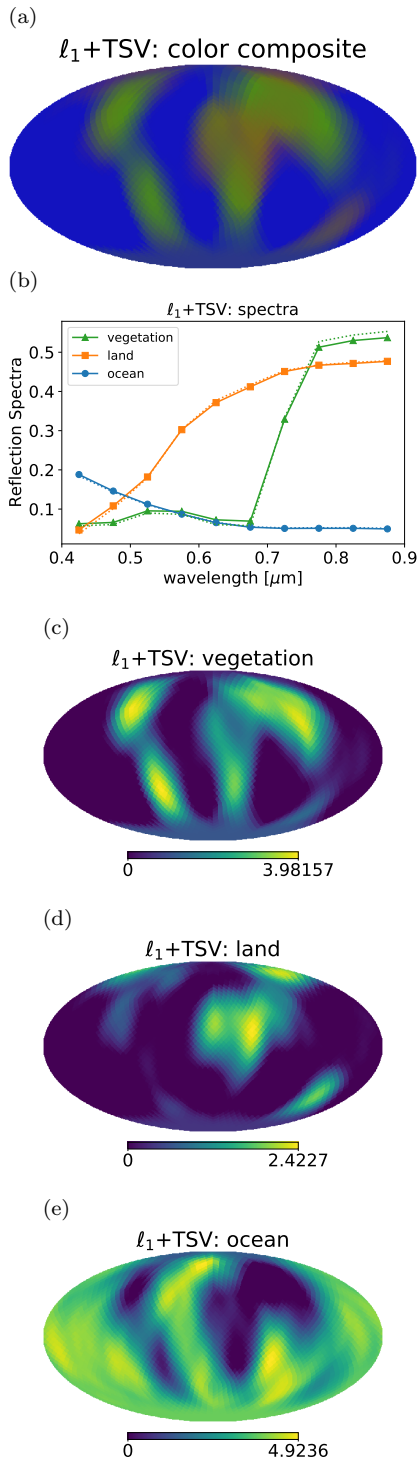 (a)
ℓ₁+TSV: color composite
(b)
ℓ₁+TSV: spectra
vegetation
land
ocean
Reflection Spectra
0.5
0.4
0.3
0.2
0.1
0.4 0.5 0.6 0.7 0.8 0.9
wavelength [μm]
(c)
ℓ₁+TSV: vegetation
0 3.98157
(d)
ℓ₁+TSV: land
0 2.4227
(e)
ℓ₁+TSV: ocean
0 4.9236